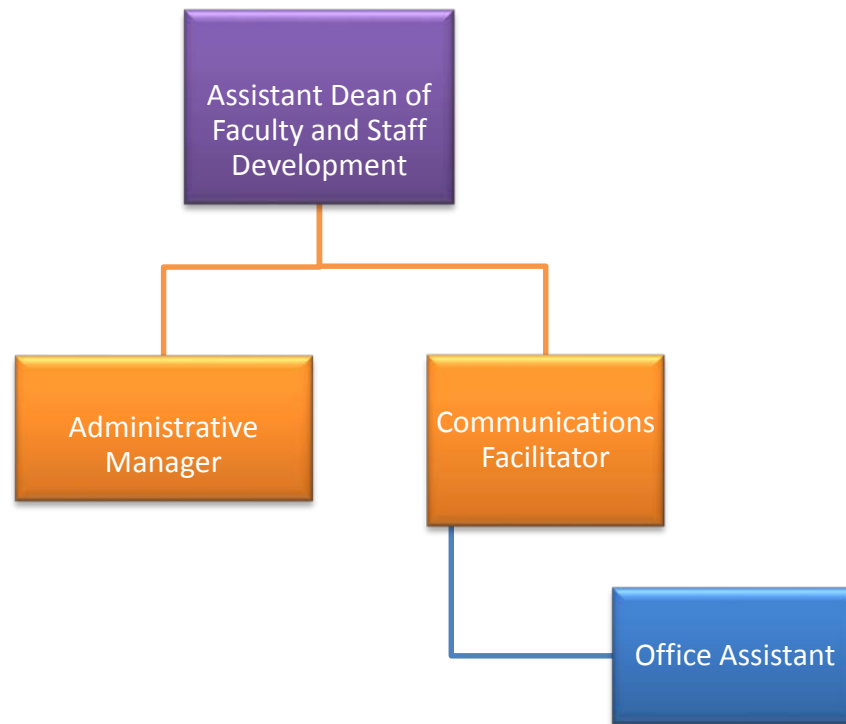 Assistant Dean of
Faculty and Staff
Development
Administrative
Manager
Communications
Facilitator
Office Assistant